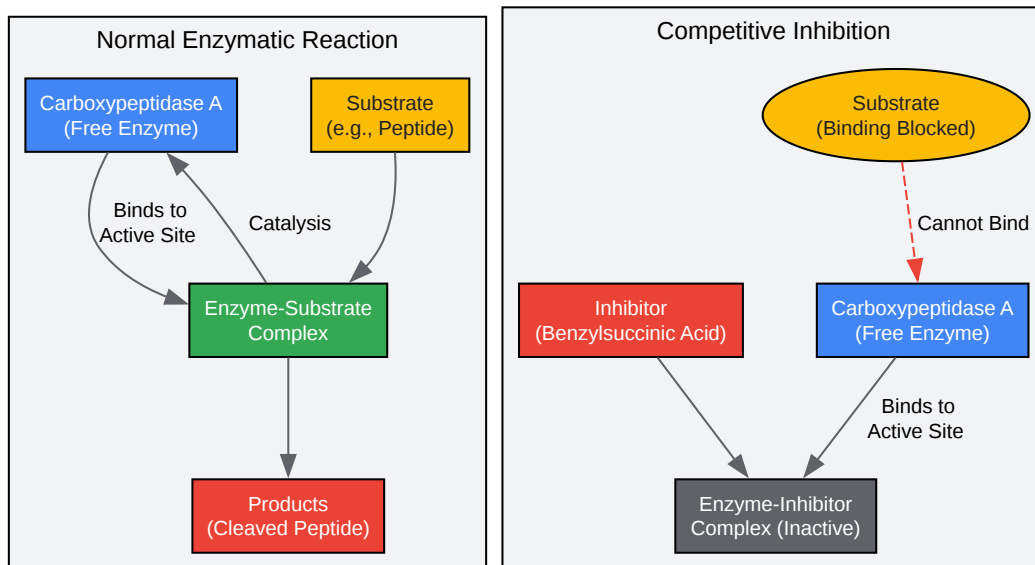 Normal Enzymatic Reaction
Carboxypeptidase A
(Free Enzyme)
Substrate
(e.g., Peptide)
Binds to
Active Site
Catalysis
Enzyme-Substrate
Complex
Products
(Cleaved Peptide)
Competitive Inhibition
Substrate
(Binding Blocked)
Cannot Bind
Inhibitor
(Benzylsuccinic Acid)
Carboxypeptidase A
(Free Enzyme)
Binds to
Active Site
Enzyme-Inhibitor
Complex (Inactive)